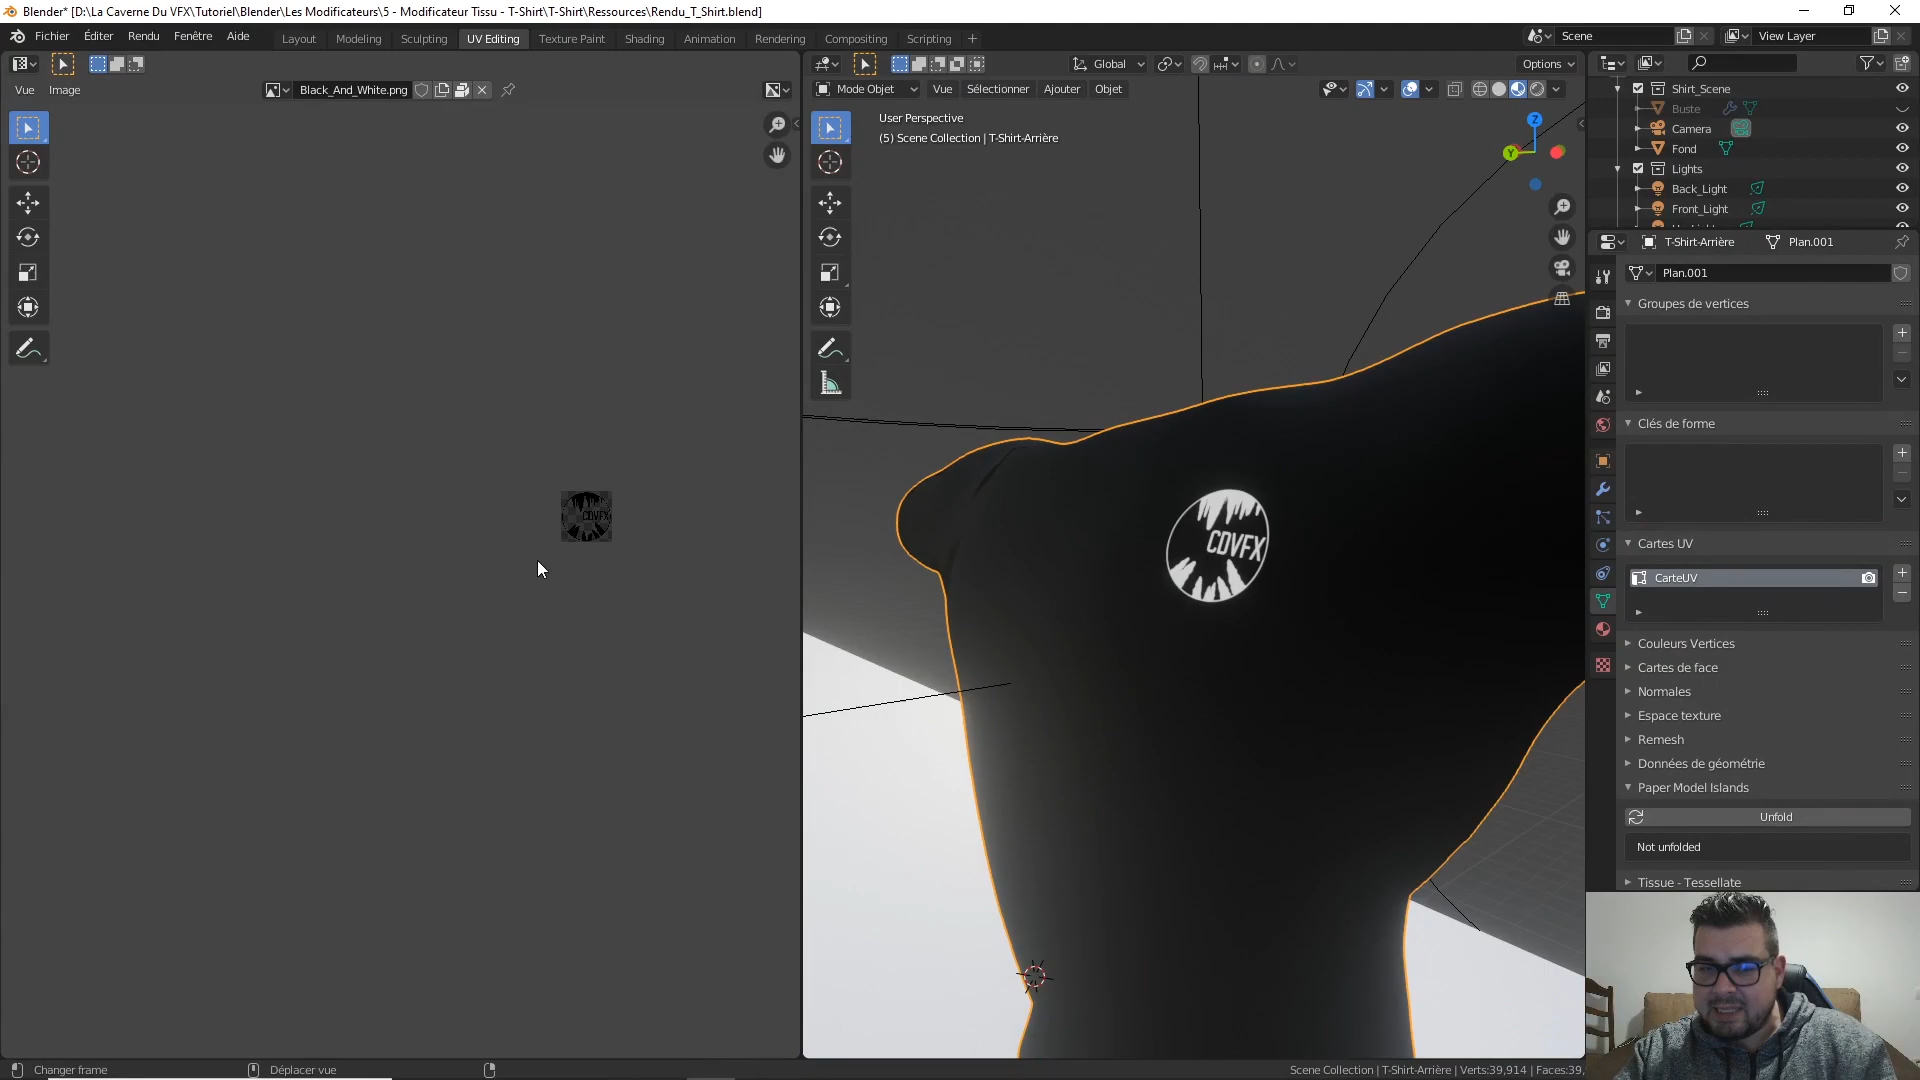 Blender* [D:\La Caverne Du VFX\Tutoriel\Blender\Les Modificateurs\5 - Modificateur Tissu - T-Shirt\T-Shirt\Ressources\Rendu_T_Shirt.blend]
Fichier Éditer Rendu Fenêtre Aide Layout Modeling Sculpting UV Editing Texture Paint Shading Animation Rendering Compositing Scripting Scene View Layer
Global Options
Vue Image Black_And_White.png Mode Objet Vue Sélectionner Ajouter Objet
User Perspective
(5) Scene Collection | T-Shirt-Arrière
Z
Y
CDVFX
CDVFX
Shirt_Scene
Buste
Camera
Fond
Lights
Back_Light
Front_Light
T-Shirt-Arrière Plan.001
Plan.001
Groupes de vertices
Clés de forme
Cartes UV
CarteUV
Couleurs Vertices
Cartes de face
Normales
Espace texture
Remesh
Données de géométrie
Paper Model Islands
Unfold
Not unfolded
Tissue - Tessellate
Changer frame Déplacer vue Scene Collection | T-Shirt-Arrière | Verts:39,914 | Faces:39,